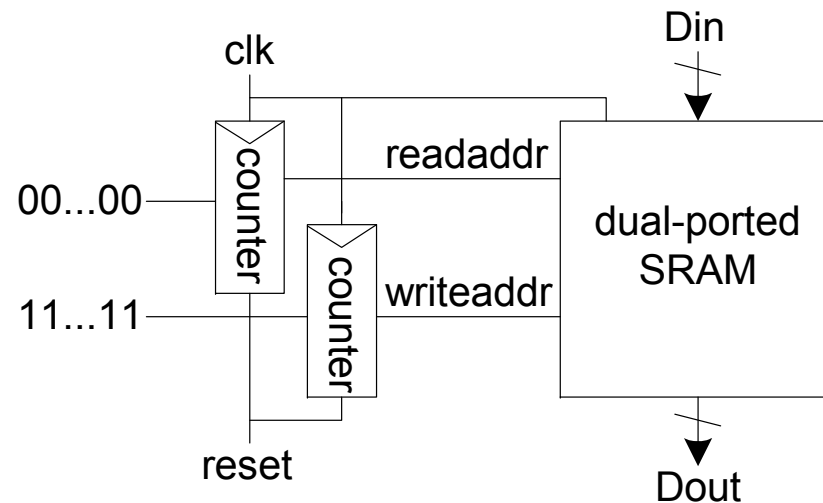 Din
clk
counter
readaddr
00...00
counter
dual-ported
SRAM
writeaddr
11...11
reset
Dout